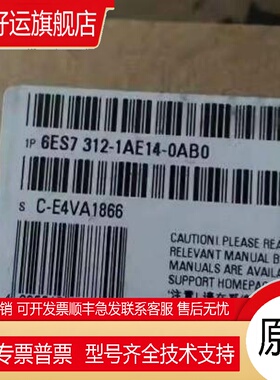 好运旗舰店
1P 6ES7 312-1AE14-0AB0
S C-E4VA1866
CAUTION! PLEASE REA
RELEVANT MANUAL B
MANUALS ARE AVAILAB
SUPPORT HOMEPAG
销 可开发票顺丰急发联系客服 售后无忧
专票普票 型号齐全技术支持
原